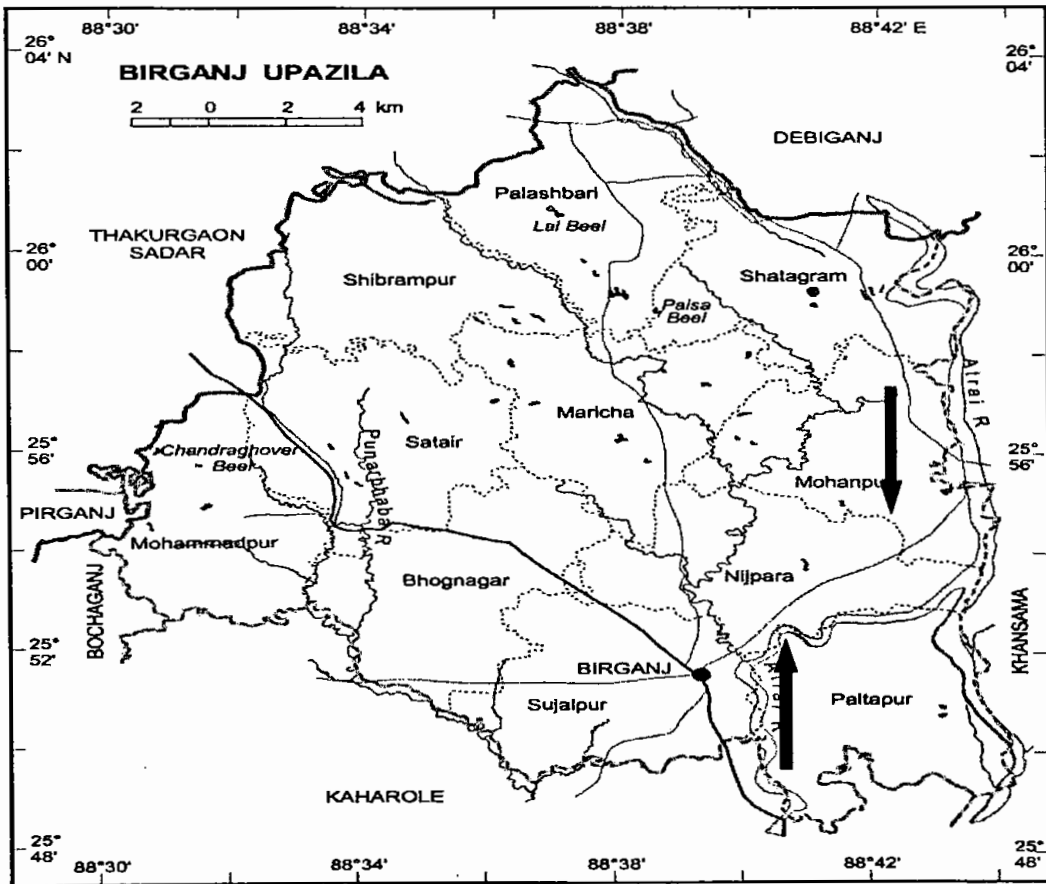 88°30' 88°34' 88°38' 88°42' E
26°
04' N
26°
04'
BIRGANJ UPAZILA
2 0 2 4 km
DEBIGANJ
Palashbari
Lal Beel
THAKURGAON
SADAR
26°
00'
26°
00'
Shibrampur
Shatagram
Palsa
Beel
Atrai R
Maricha
Satair
Punarbhaba R
25°
56'
Chandraghover
Beel
25°
56'
Mohanpur
PIRGANJ
Mohammadpur
Bhognagar
Nijpara
BOCHAGANJ
KHANSAMA
25°
52'
BIRGANJ
Sujalpur
Paltapur
KAHAROLE
25°
48'
25°
48'
88°30' 88°34' 88°38' 88°42'